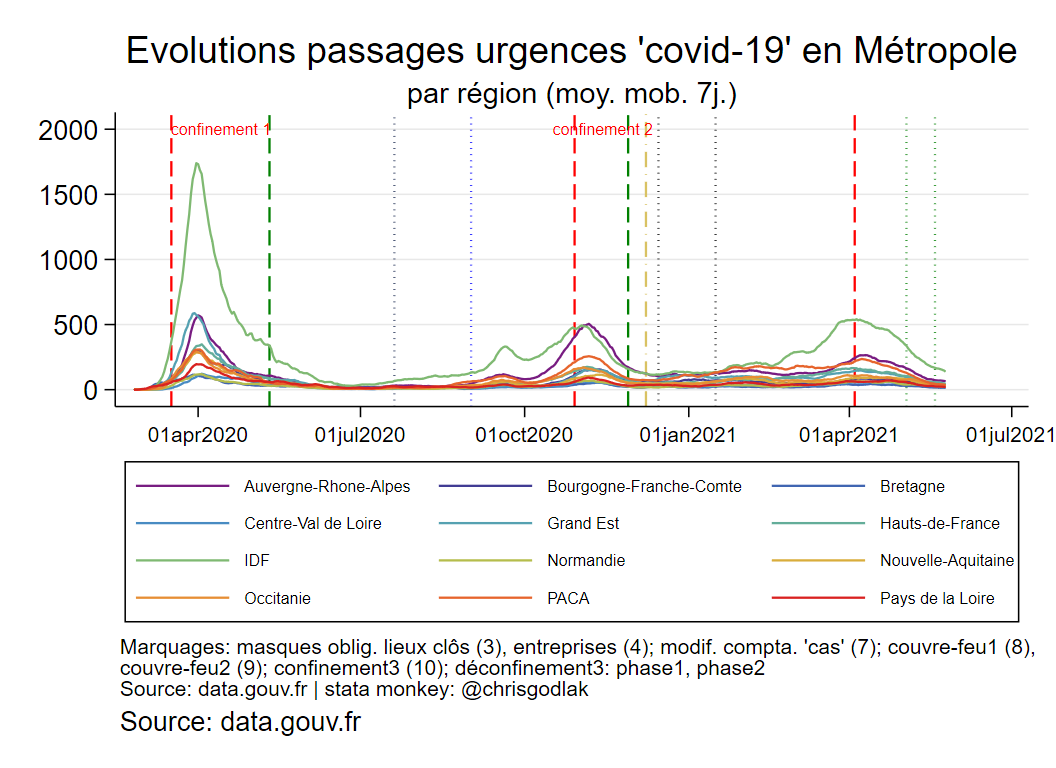 Evolutions passages urgences 'covid-19' en Métropole
par région (moy. mob. 7j.)
confinement 1
confinement 2
2000
1500
1000
500
0
01apr2020
01jul2020
01oct2020
01jan2021
01apr2021
01jul2021
Auvergne-Rhone-Alpes
Bourgogne-Franche-Comte
Bretagne
Centre-Val de Loire
Grand Est
Hauts-de-France
IDF
Normandie
Nouvelle-Aquitaine
Occitanie
PACA
Pays de la Loire
Marquages: masques oblig. lieux clôs (3), entreprises (4); modif. compta. 'cas' (7); couvre-feu1 (8),
couvre-feu2 (9); confinement3 (10); déconfinement3: phase1, phase2
Source: data.gouv.fr | stata monkey: @chrisgodlak
Source: data.gouv.fr